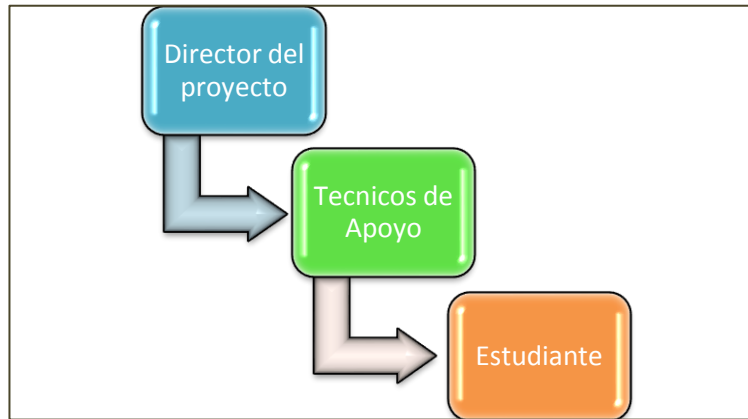 Director del
proyecto
Tecnicos de
Apoyo
Estudiante